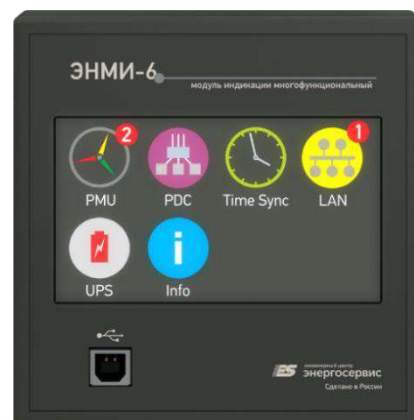 ЭНМИ-6
модуль индикации многофункциональный
2
1
PMU
PDC
Time Sync
LAN
UPS
Info
ES
инженерный центр
энергосервис
Сделано в России